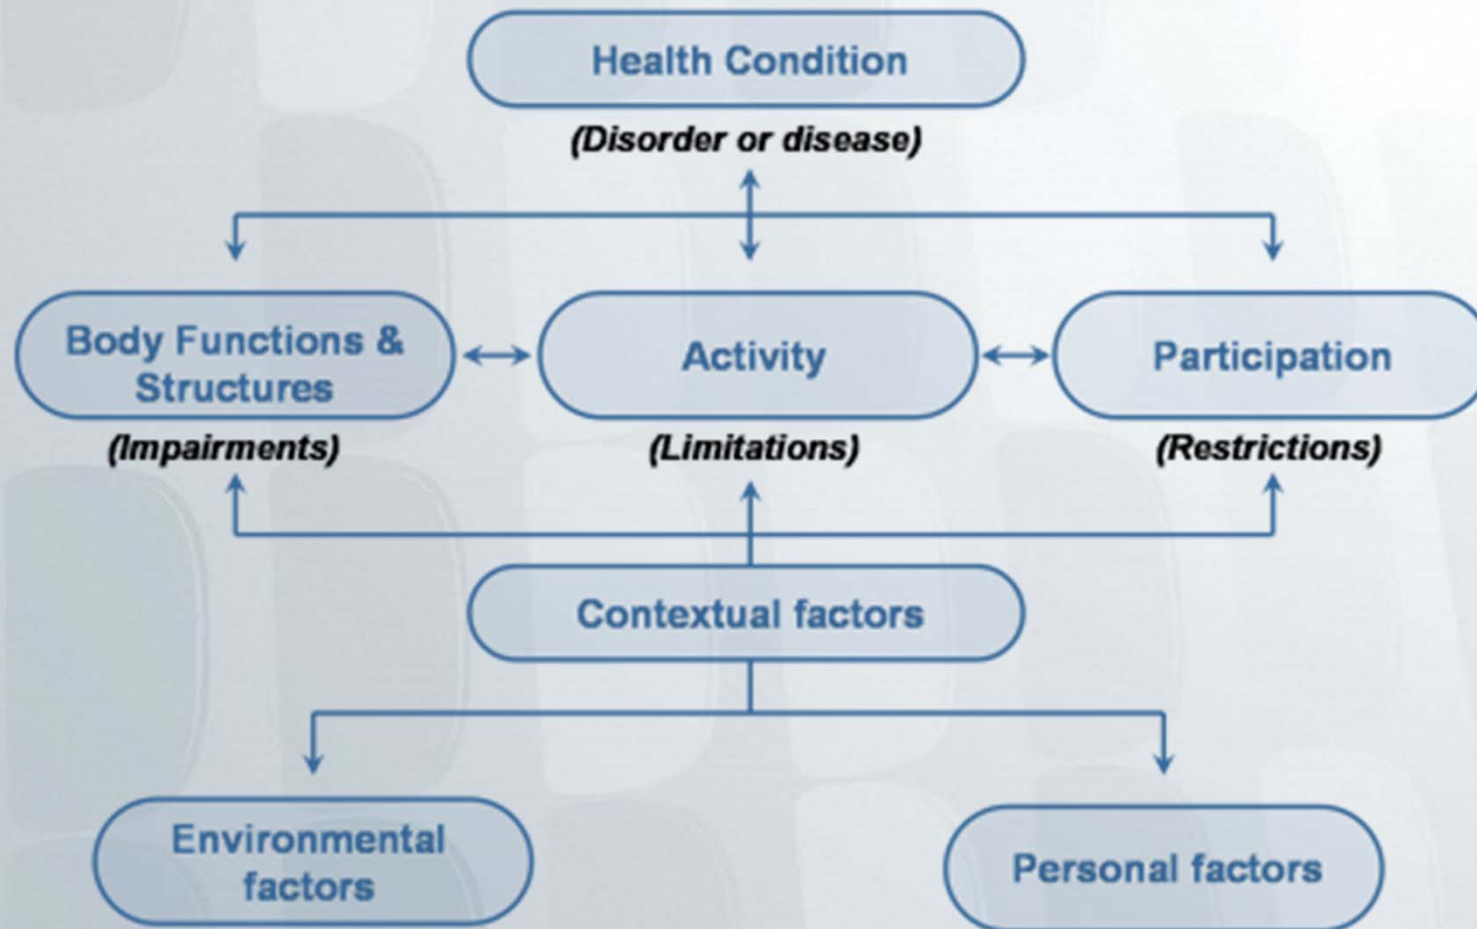 Health Condition
(Disorder or disease)
Body Functions &
Structures
Activity
Participation
(Impairments)
(Limitations)
(Restrictions)
Contextual factors
Environmental
factors
Personal factors